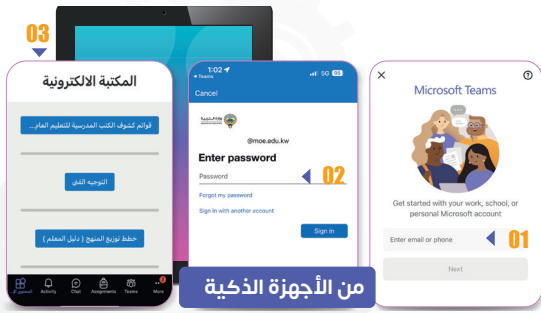 03
المكتبة الالكترونية
قوائم كشوف الكتب المدرسية للتعليم العام...
التوجيه الفني
خطط توزيع المنهج ( دليل المعلم )
Activity
Chat
Assignments
Teams
More
1:02
Teams
5G
Cancel
@moe.edu.kw
Enter password
Password
02
Forgot my password
Sign in with another account
Sign in
Microsoft Teams
Get started with your work, school, or
personal Microsoft account
Enter email or phone
01
Next
من الأجهزة الذكية